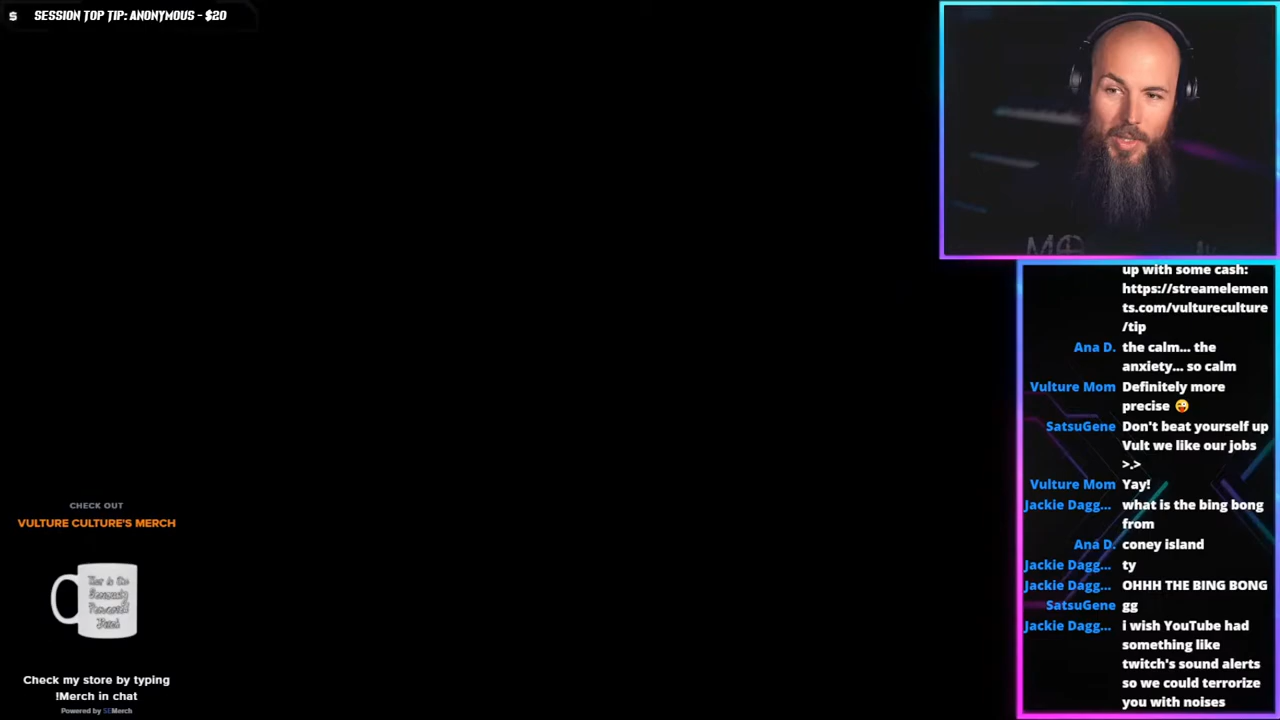 SESSION TOP TIP: ANONYMOUS - $20
up with some cash:
https://streamelemen
ts.com/vultureculture
/tip
Ana D. the calm... the
anxiety... so calm
Vulture Mom Definitely more
precise 😜
SatsuGene Don't beat yourself up
Vult we like our jobs
>.>
Vulture Mom Yay!
Jackie Dagg... what is the bing bong
from
Ana D. coney island
Jackie Dagg... ty
Jackie Dagg... OHHH THE BING BONG
SatsuGene gg
Jackie Dagg... i wish YouTube had
something like
twitch's sound alerts
so we could terrorize
you with noises
CHECK OUT
VULTURE CULTURE'S MERCH
Check my store by typing
!Merch in chat
Powered by SEMerch